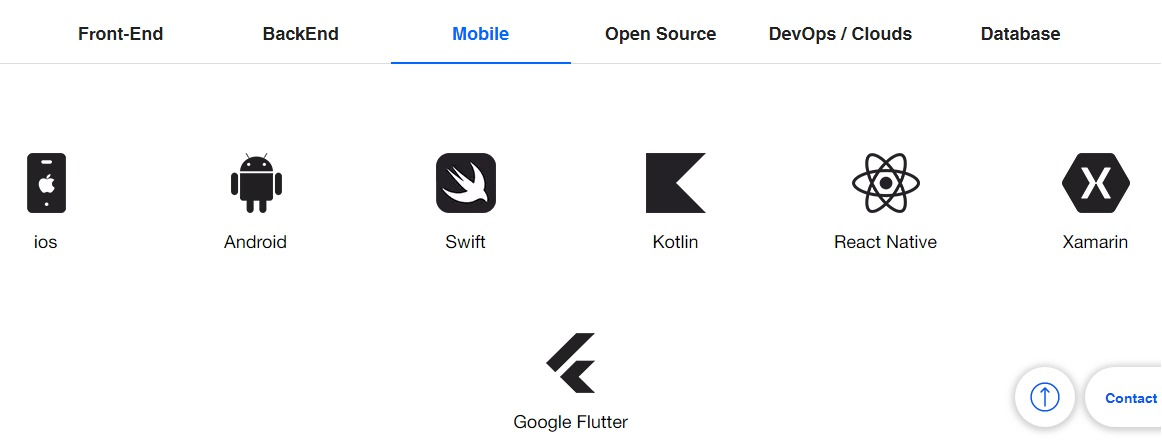 Front-End BackEnd Mobile Open Source DevOps / Clouds Database
ios Android Swift Kotlin React Native Xamarin
Google Flutter
Contact